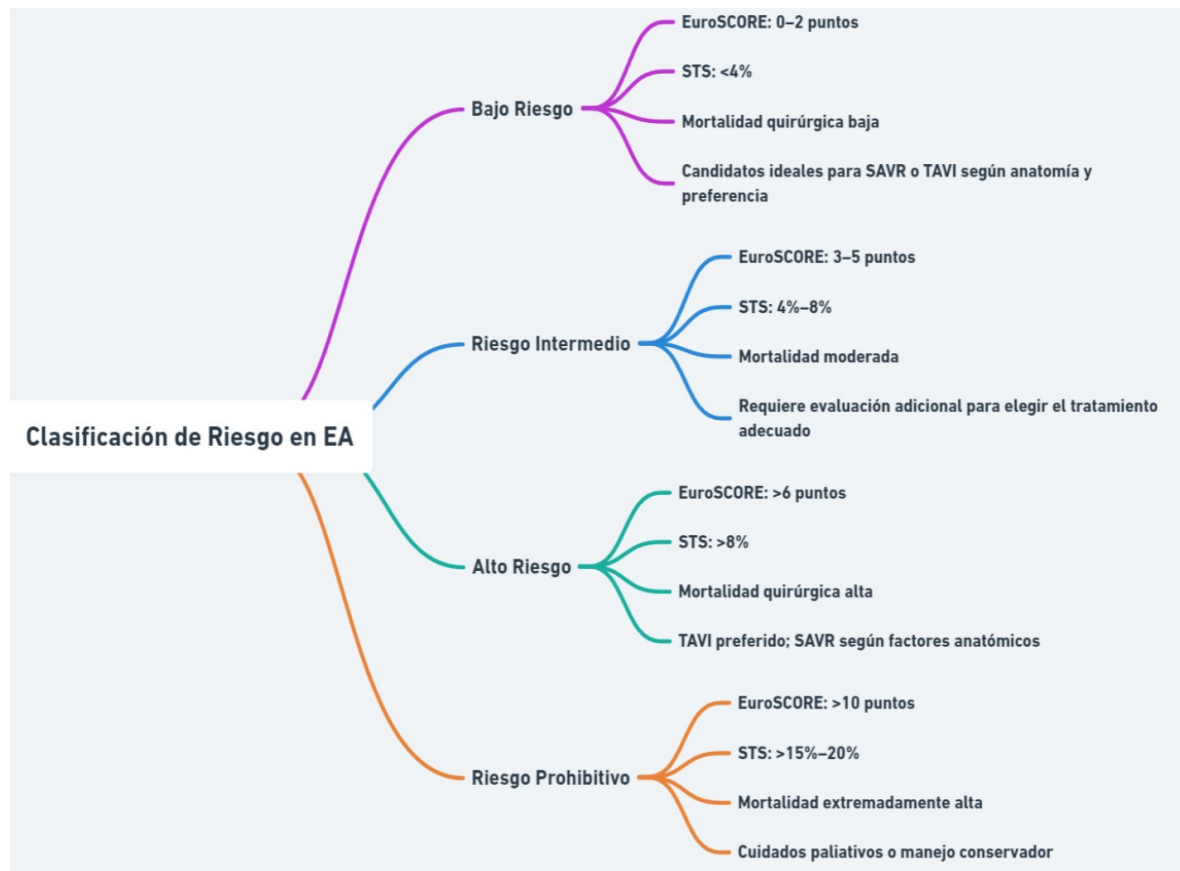 EuroSCORE: 0–2 puntos
STS: <4%
Bajo Riesgo
Mortalidad quirúrgica baja
Candidatos ideales para SAVR o TAVI según anatomía y
preferencia
EuroSCORE: 3–5 puntos
STS: 4%–8%
Riesgo Intermedio
Mortalidad moderada
Requiere evaluación adicional para elegir el tratamiento
adecuado
Clasificación de Riesgo en EA
EuroSCORE: >6 puntos
STS: >8%
Alto Riesgo
Mortalidad quirúrgica alta
TAVI preferido; SAVR según factores anatómicos
EuroSCORE: >10 puntos
STS: >15%–20%
Riesgo Prohibitivo
Mortalidad extremadamente alta
Cuidados paliativos o manejo conservador